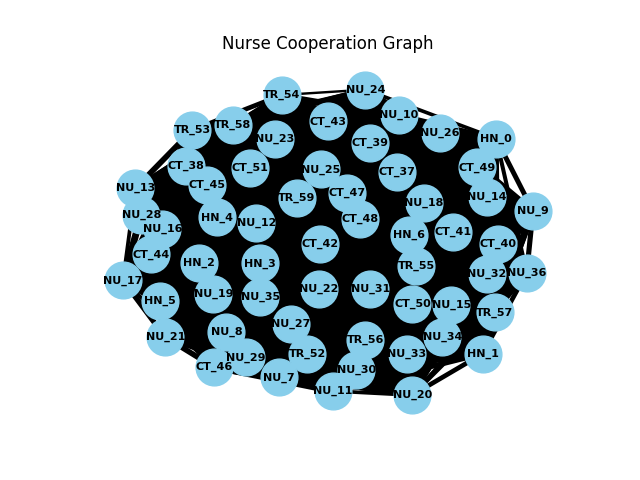 Nurse Cooperation Graph
NU_24
TR_54
NU_10
CT_43
TR_58
TR_53
NU_26
HN_0
NU_23
CT_39
CT_38
CT_51
NU_25
CT_49
CT_37
CT_45
NU_13
CT_47
TR_59
NU_14
NU_18
NU_9
NU_28
HN_4
CT_48
NU_12
NU_16
CT_41
HN_6
CT_42
CT_40
CT_44
HN_2
HN_3
TR_55
NU_32
NU_36
NU_17
NU_22
NU_31
NU_19
NU_35
HN_5
CT_50
NU_15
TR_57
NU_27
NU_8
NU_21
NU_34
TR_56
TR_52
NU_33
HN_1
NU_29
CT_46
NU_30
NU_7
NU_11
NU_20